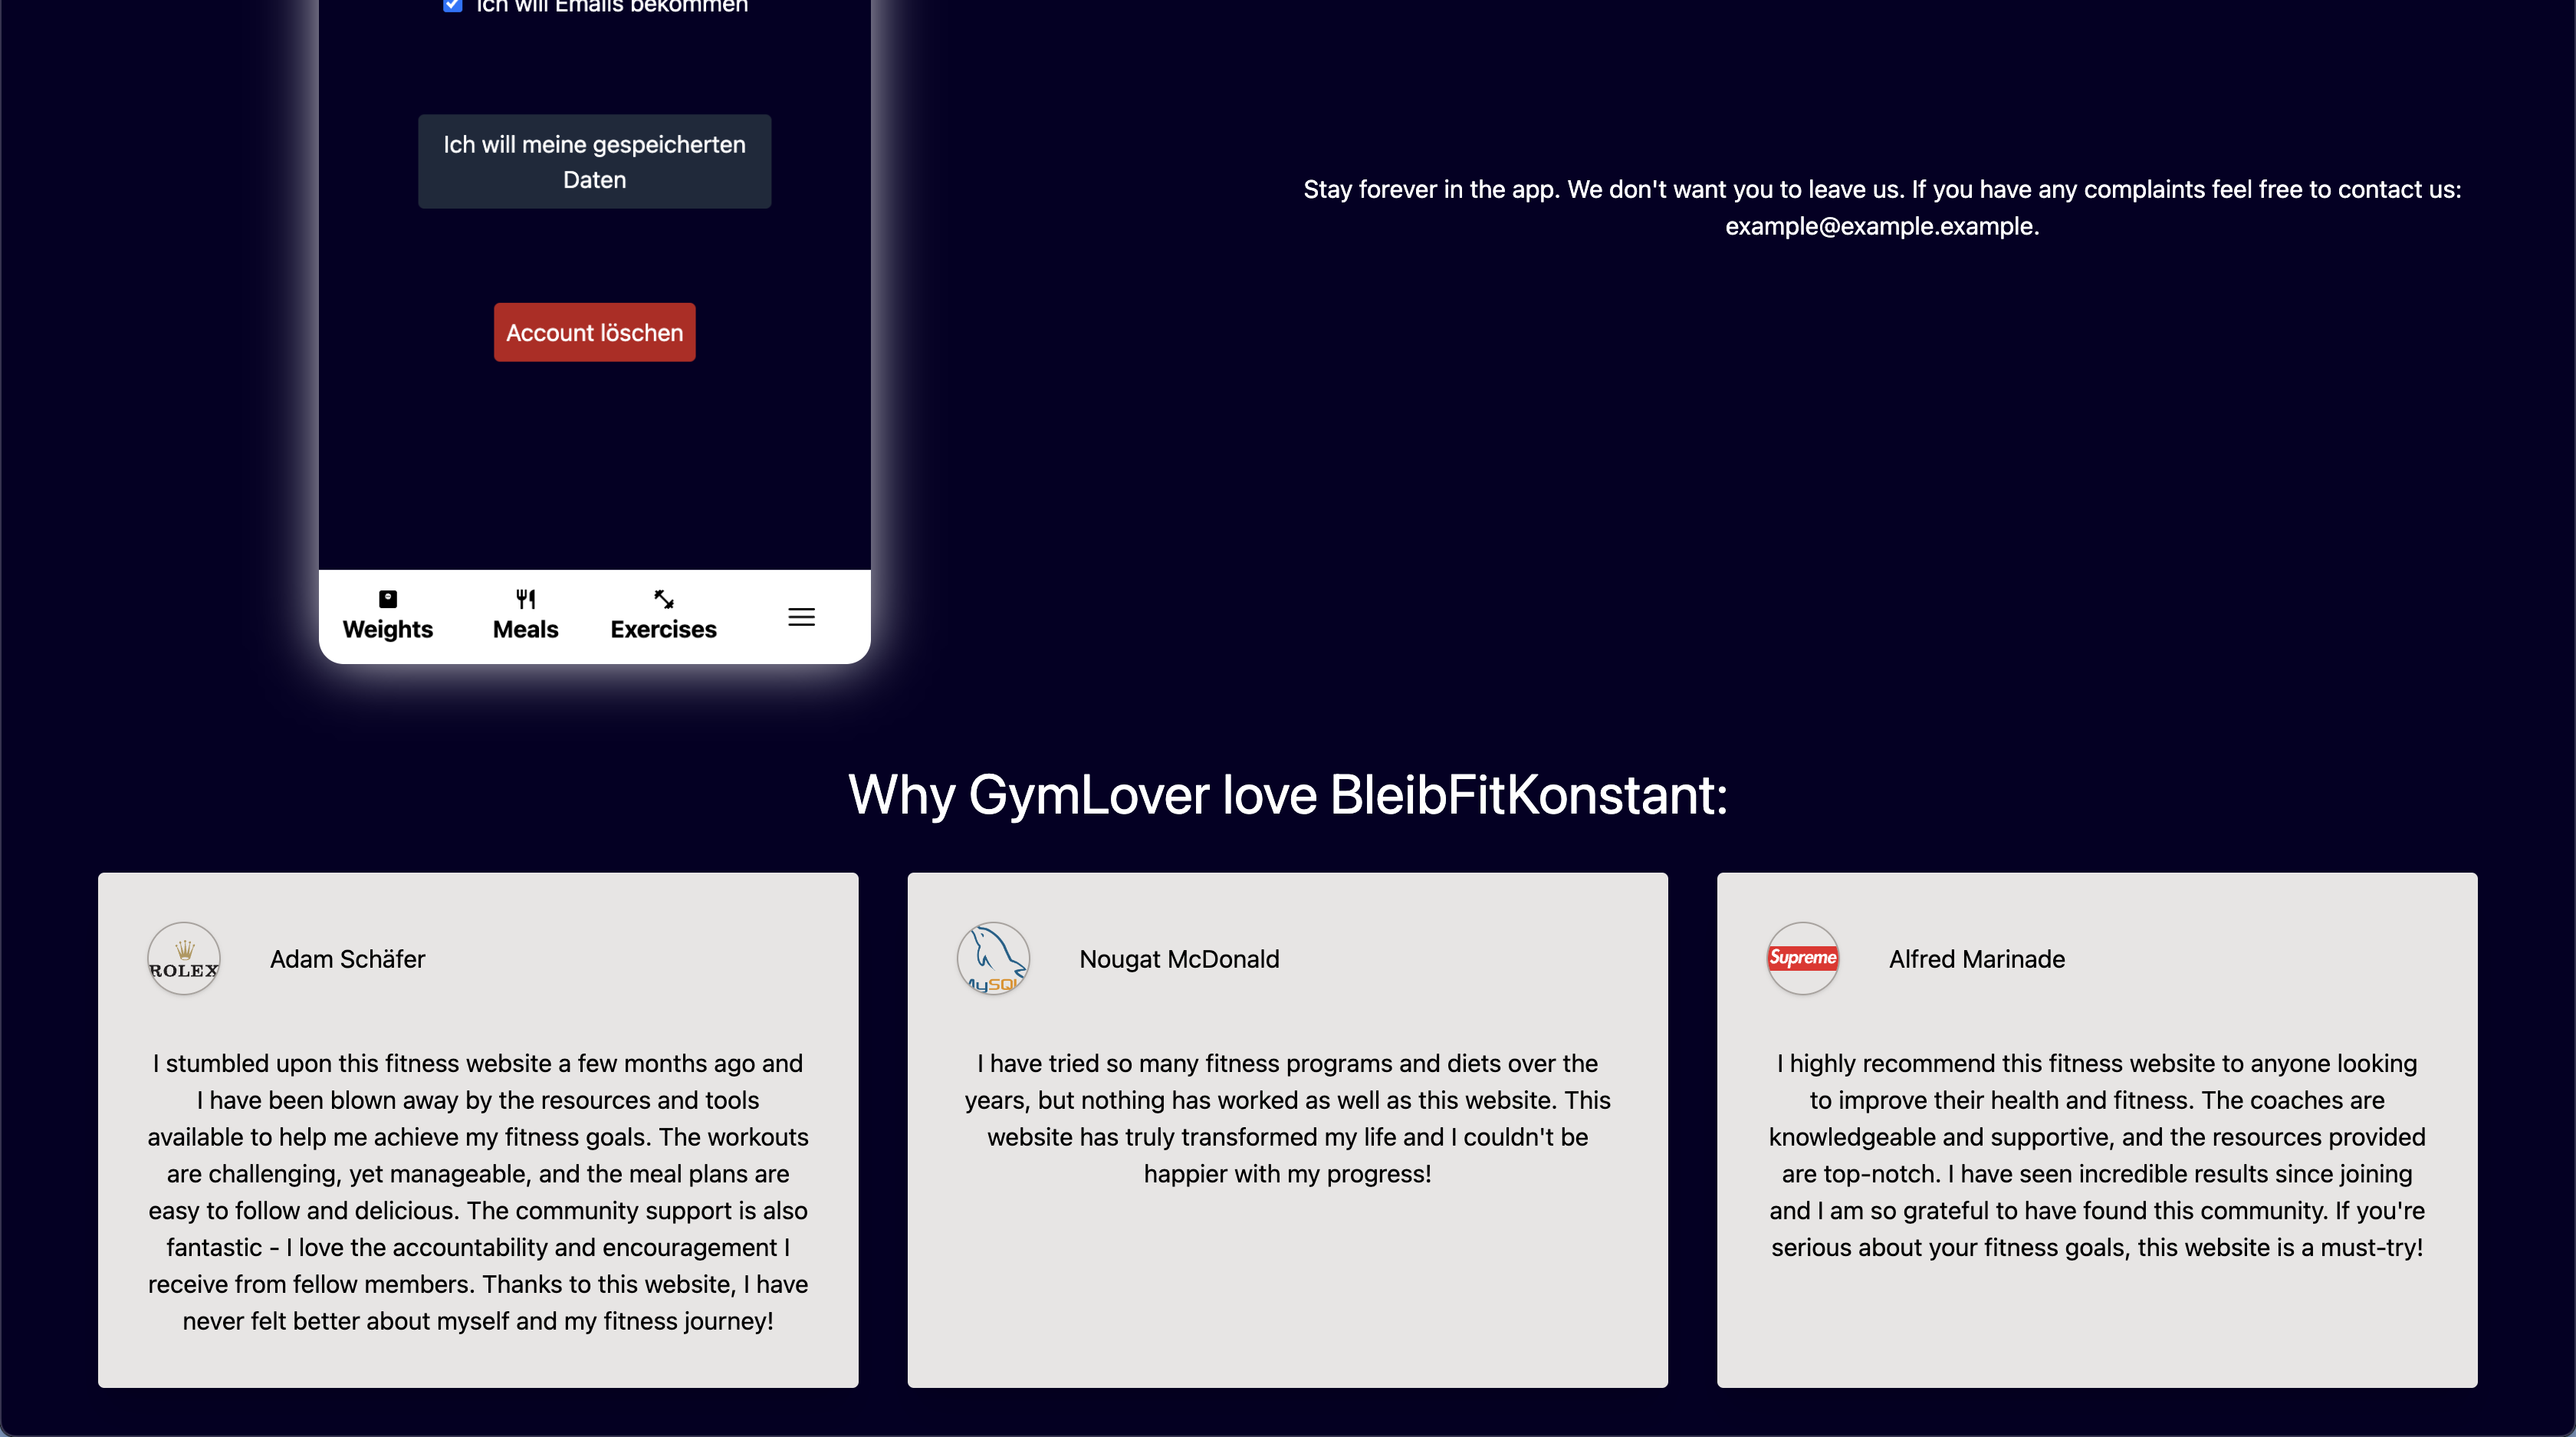 Ich will Emails bekommen
Ich will meine gespeicherten
Daten
Account löschen
Weights
Meals
Exercises
Stay forever in the app. We don't want you to leave us. If you have any complaints feel free to contact us:
example@example.example.
Why GymLover love BleibFitKonstant:
ROLEX
Adam Schäfer
I stumbled upon this fitness website a few months ago and
I have been blown away by the resources and tools
available to help me achieve my fitness goals. The workouts
are challenging, yet manageable, and the meal plans are
easy to follow and delicious. The community support is also
fantastic - I love the accountability and encouragement I
receive from fellow members. Thanks to this website, I have
never felt better about myself and my fitness journey!
MySQL
Nougat McDonald
I have tried so many fitness programs and diets over the
years, but nothing has worked as well as this website. This
website has truly transformed my life and I couldn't be
happier with my progress!
Supreme
Alfred Marinade
I highly recommend this fitness website to anyone looking
to improve their health and fitness. The coaches are
knowledgeable and supportive, and the resources provided
are top-notch. I have seen incredible results since joining
and I am so grateful to have found this community. If you're
serious about your fitness goals, this website is a must-try!